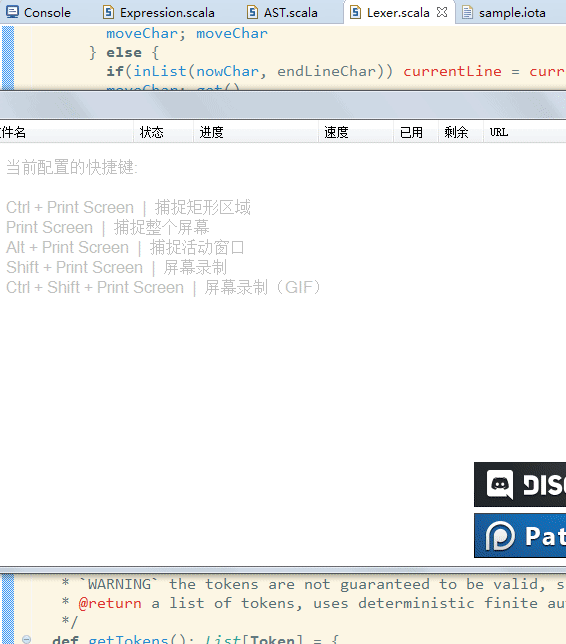 Console Expression.scala AST.scala Lexer.scala sample.iota
moveChar; moveChar
} else {
if(inList(nowChar, endLineChar)) currentLine = curr
moveChar; get()
件名 状态 进度 速度 已用 剩余 URL
当前配置的快捷键:
Ctrl + Print Screen | 捕捉矩形区域
Print Screen | 捕捉整个屏幕
Alt + Print Screen | 捕捉活动窗口
Shift + Print Screen | 屏幕录制
Ctrl + Shift + Print Screen | 屏幕录制（GIF）
DISC
Pat
* `WARNING` the tokens are not guaranteed to be valid, s
* @return a list of tokens, uses deterministic finite au
*/
def getTokens(): List[Token] = {